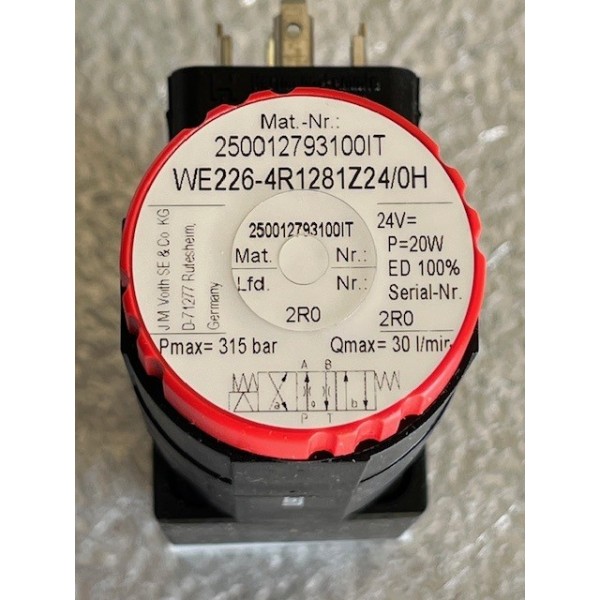 Mat.-Nr.:
250012793100IT
WE226-4R1281Z24/0H
J.M. Voith SE & Co. KG
D-71277 Rutesheim,
Germany
250012793100IT
Mat. Nr.:
Lfd. Nr.:
2R0
24V=
P=20W
ED 100%
Serial-Nr.
2R0
Pmax= 315 bar
Qmax= 30 l/min
A B
a o b
P T